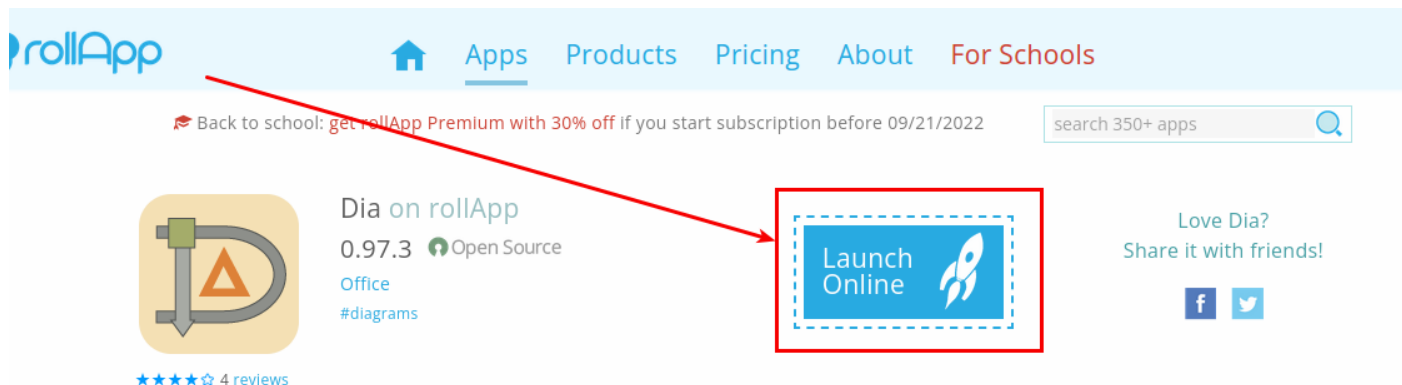 rollApp
Apps Products Pricing About For Schools
Back to school: get rollApp Premium with 30% off if you start subscription before 09/21/2022
search 350+ apps
Dia on rollApp
0.97.3 Open Source
Office
#diagrams
Launch
Online
Love Dia?
Share it with friends!
4 reviews